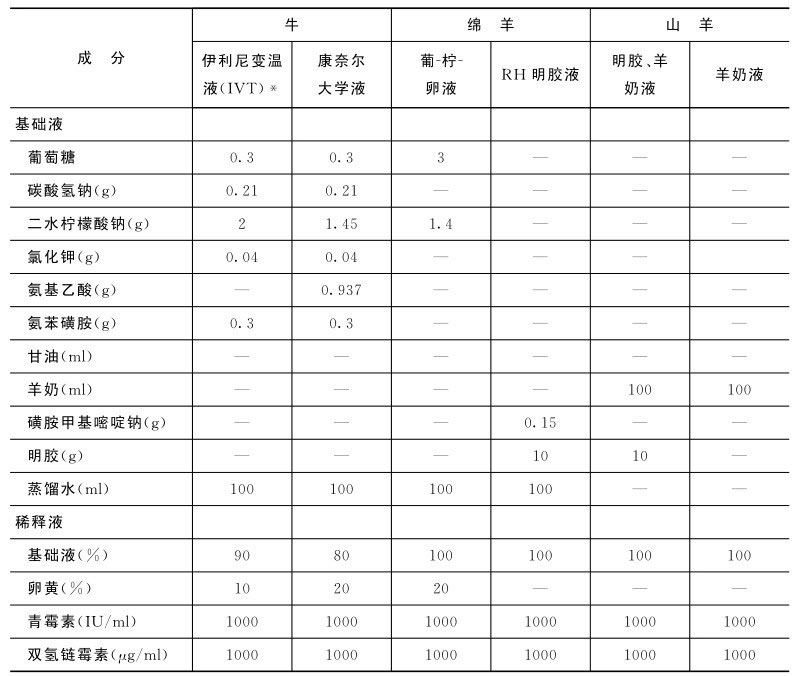 成 分 牛 绵 羊 山 羊
伊利尼变温液(IVT)* 康奈尔大学液 葡-柠-卵液 RH 明胶液 明胶、羊奶液 羊奶液
基础液
葡萄糖 0.3 0.3 3 — — —
碳酸氢钠(g) 0.21 0.21 — — — —
二水柠檬酸钠(g) 2 1.45 1.4 — — —
氯化钾(g) 0.04 0.04 — — —
氨基乙酸(g) — 0.937 — — — —
氨苯磺胺(g) 0.3 0.3 — — — —
甘油(ml) — — — — — —
羊奶(ml) — — — — 100 100
磺胺甲基嘧啶钠(g) — — — 0.15 — —
明胶(g) — — — 10 10 —
蒸馏水(ml) 100 100 100 100 — —
稀释液
基础液(%) 90 80 100 100 100 100
卵黄(%) 10 20 20 — — —
青霉素(IU/ml) 1000 1000 1000 1000 1000 1000
双氢链霉素(μg/ml) 1000 1000 1000 1000 1000 1000